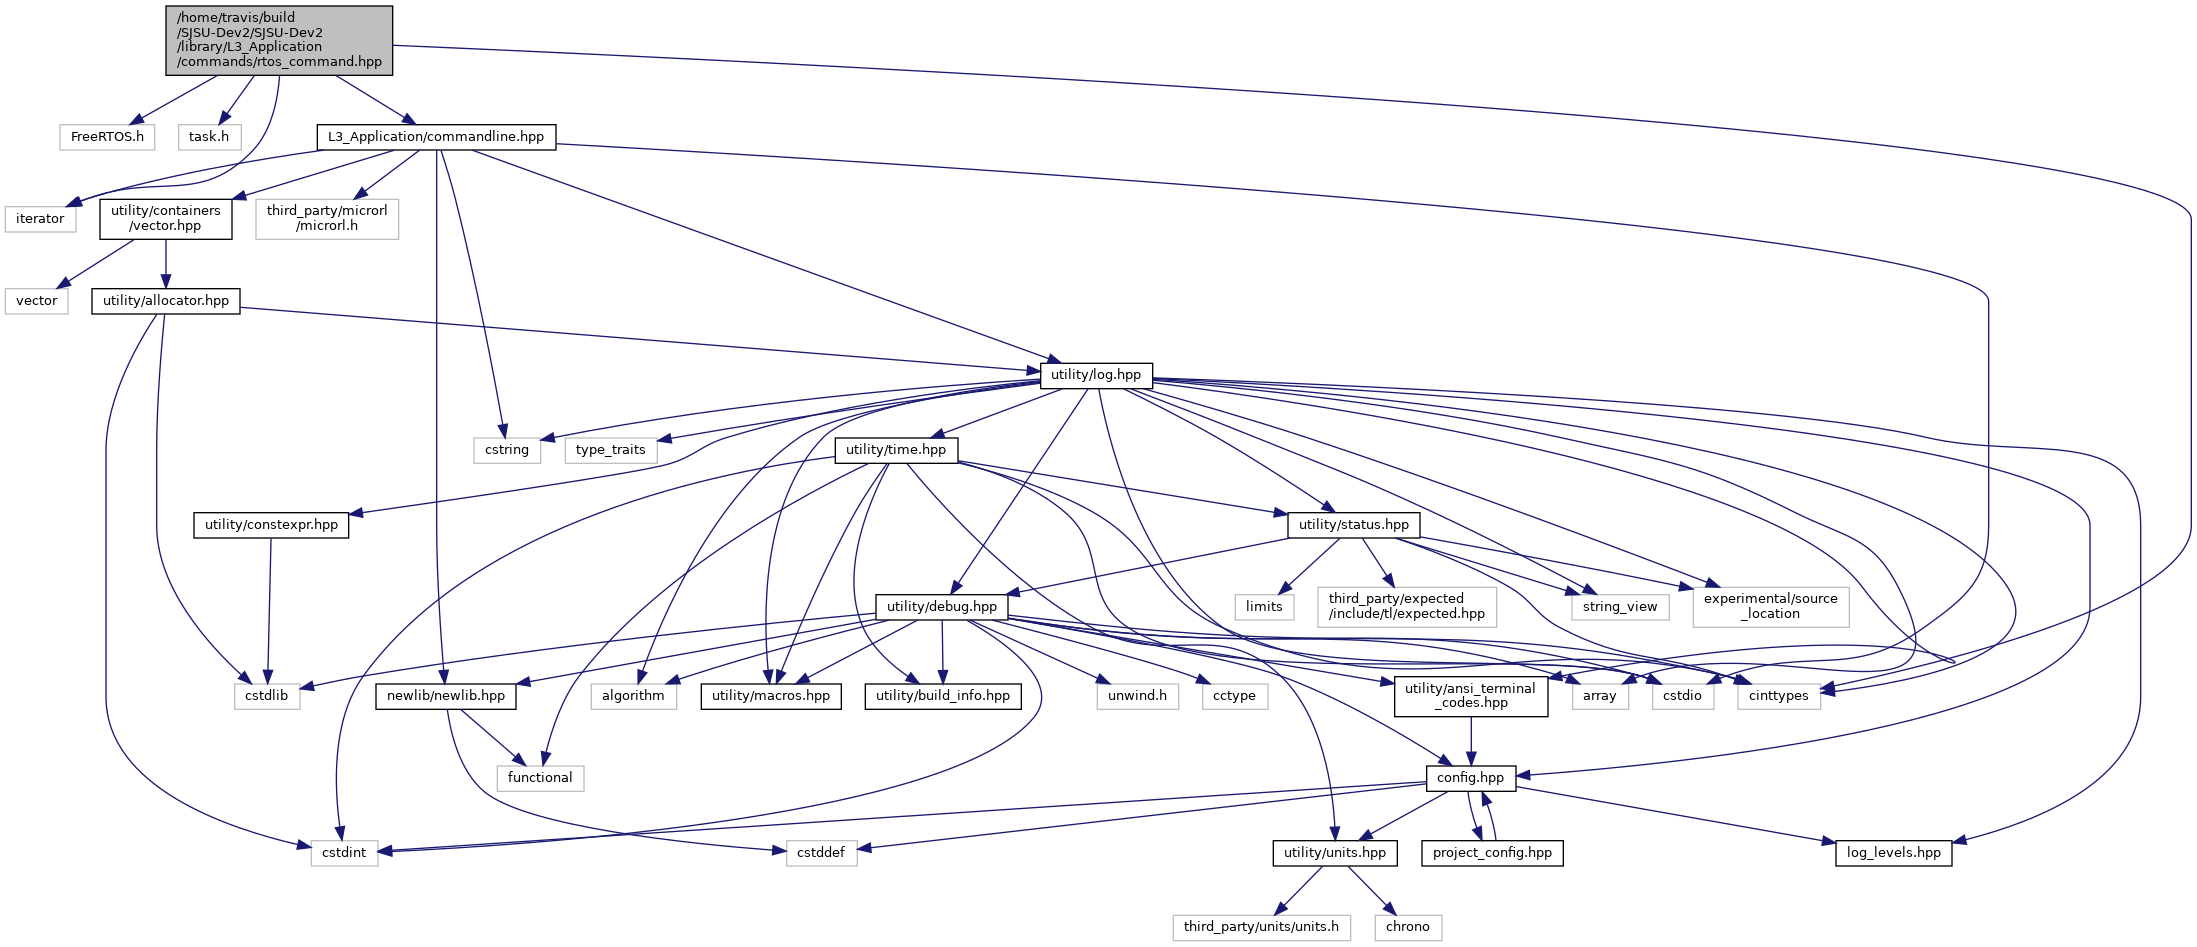 /home/travis/build
/SJSU-Dev2/SJSU-Dev2
/library/L3_Application
/commands/rtos_command.hpp
FreeRTOS.h
task.h
L3_Application/commandline.hpp
iterator
utility/containers
/vector.hpp
third_party/microrl
/microrl.h
vector
utility/allocator.hpp
utility/log.hpp
cstring
type_traits
utility/time.hpp
utility/constexpr.hpp
utility/status.hpp
utility/debug.hpp
limits
third_party/expected
/include/tl/expected.hpp
string_view
experimental/source
_location
cstdlib
newlib/newlib.hpp
algorithm
utility/macros.hpp
utility/build_info.hpp
unwind.h
cctype
utility/ansi_terminal
_codes.hpp
array
cstdio
cinttypes
functional
config.hpp
cstdint
cstddef
utility/units.hpp
project_config.hpp
log_levels.hpp
third_party/units/units.h
chrono